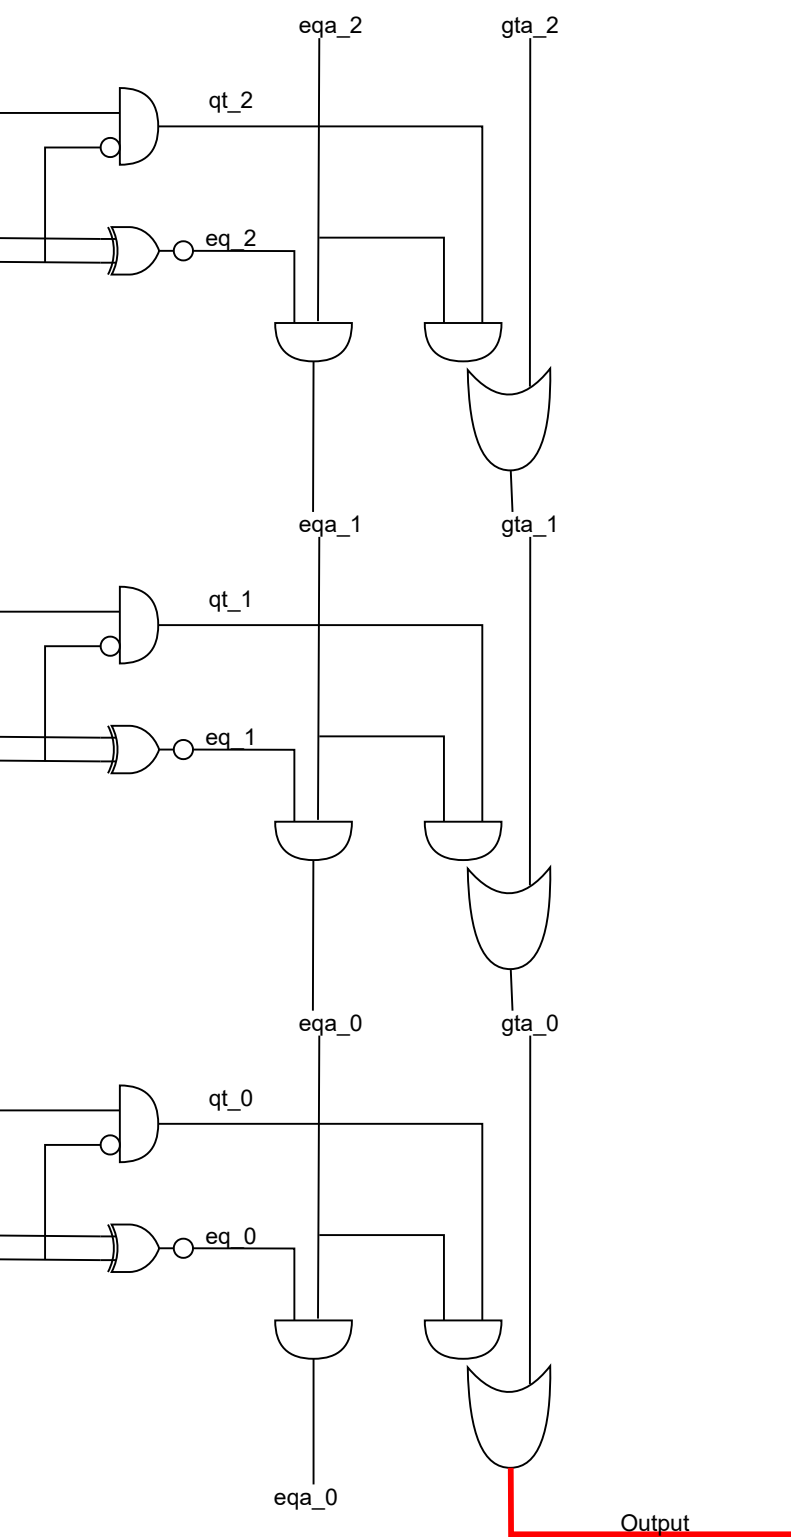 eqa_2 gta_2
qt_2
eq_2
eqa_1 gta_1
qt_1
eq_1
eqa_0 gta_0
qt_0
eq_0
eqa_0
Output